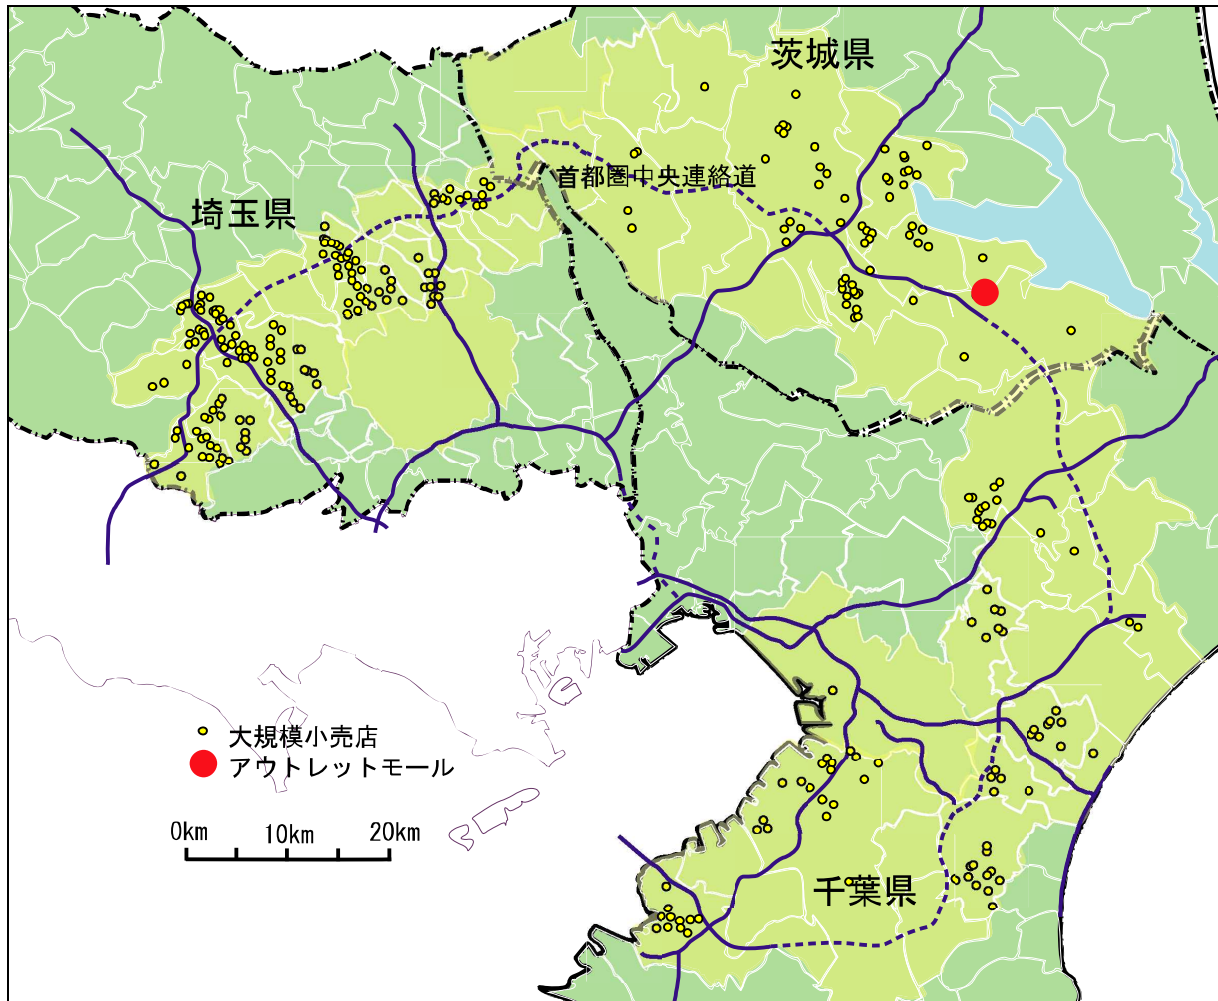 茨城県
首都圏中央連絡道
埼玉県
大規模小売店
アウトレットモール
0km 10km 20km
千葉県